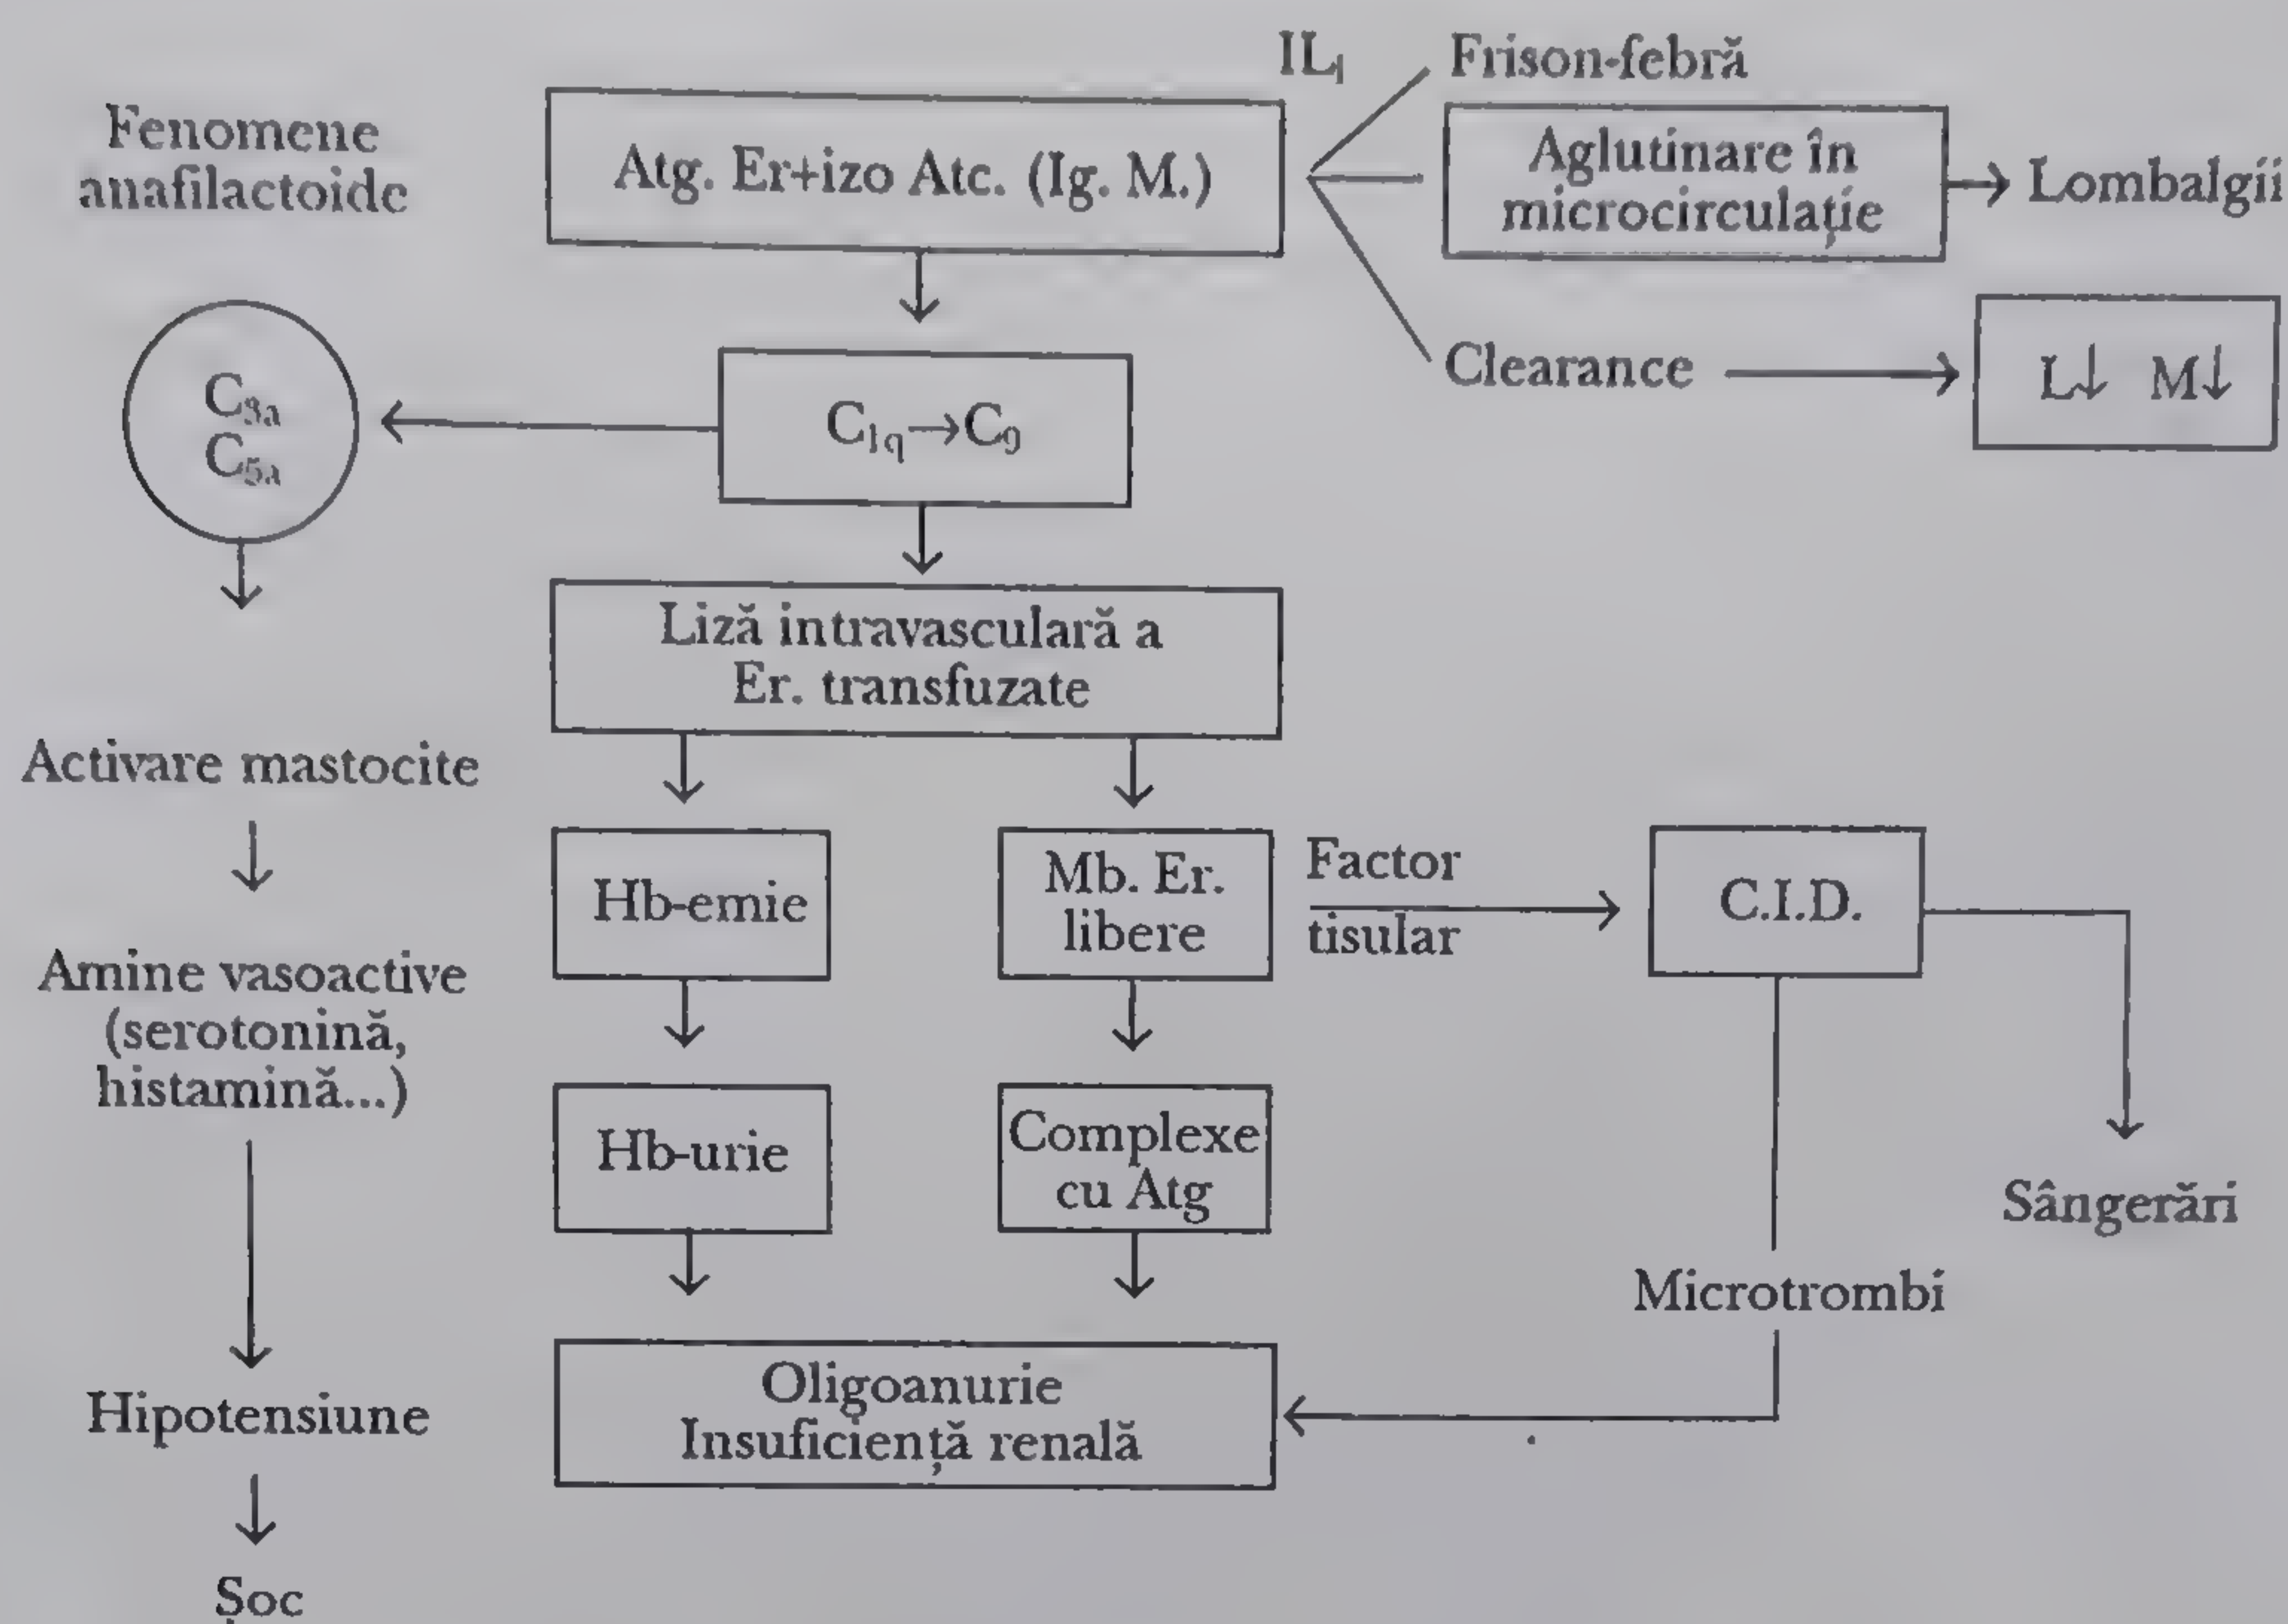 IL₁
Frison-febră
Fenomene
anafilactoide
Atg. Er+izo Atc. (Ig. M.)
Aglutinare în
microcirculație
Lombalgii
Clearance
L↓ M↓
C₃ₐ
C₅ₐ
C1q→C₉
Liză intravasculară a
Er. transfuzate
Activare mastocite
Hb-emie
Mb. Er.
libere
Factor
tisular
C.I.D.
Amine vasoactive
(serotonină,
histamină...)
Hb-urie
Complexe
cu Atg
Sângerări
Microtrombi
Hipotensiune
Oligoanurie
Insuficiență renală
Șoc